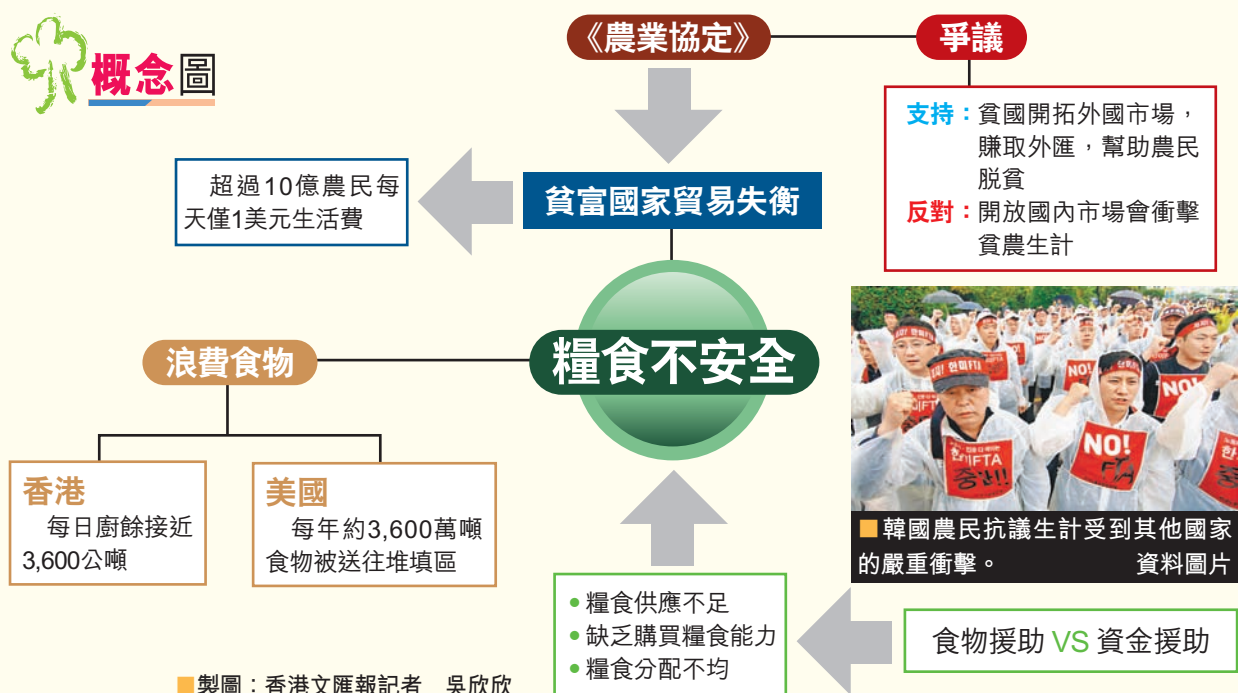 概念圖
《農業協定》
爭議
支持：貧國開拓外國市場，
賺取外匯，幫助農民
脫貧
反對：開放國內市場會衝擊
貧農生計
超過10億農民每
天僅1美元生活費
貧富國家貿易失衡
浪費食物
糧食不安全
香港
每日廚餘接近
3,600公噸
美國
每年約3,600萬噸
食物被送往堆填區
NO!
NO!
FTA
NO!
한미FTA
중단!!
■韓國農民抗議生計受到其他國家
的嚴重衝擊。 資料圖片
• 糧食供應不足
• 缺乏購買糧食能力
• 糧食分配不均
食物援助 VS 資金援助
■製圖：香港文匯報記者 吳欣欣